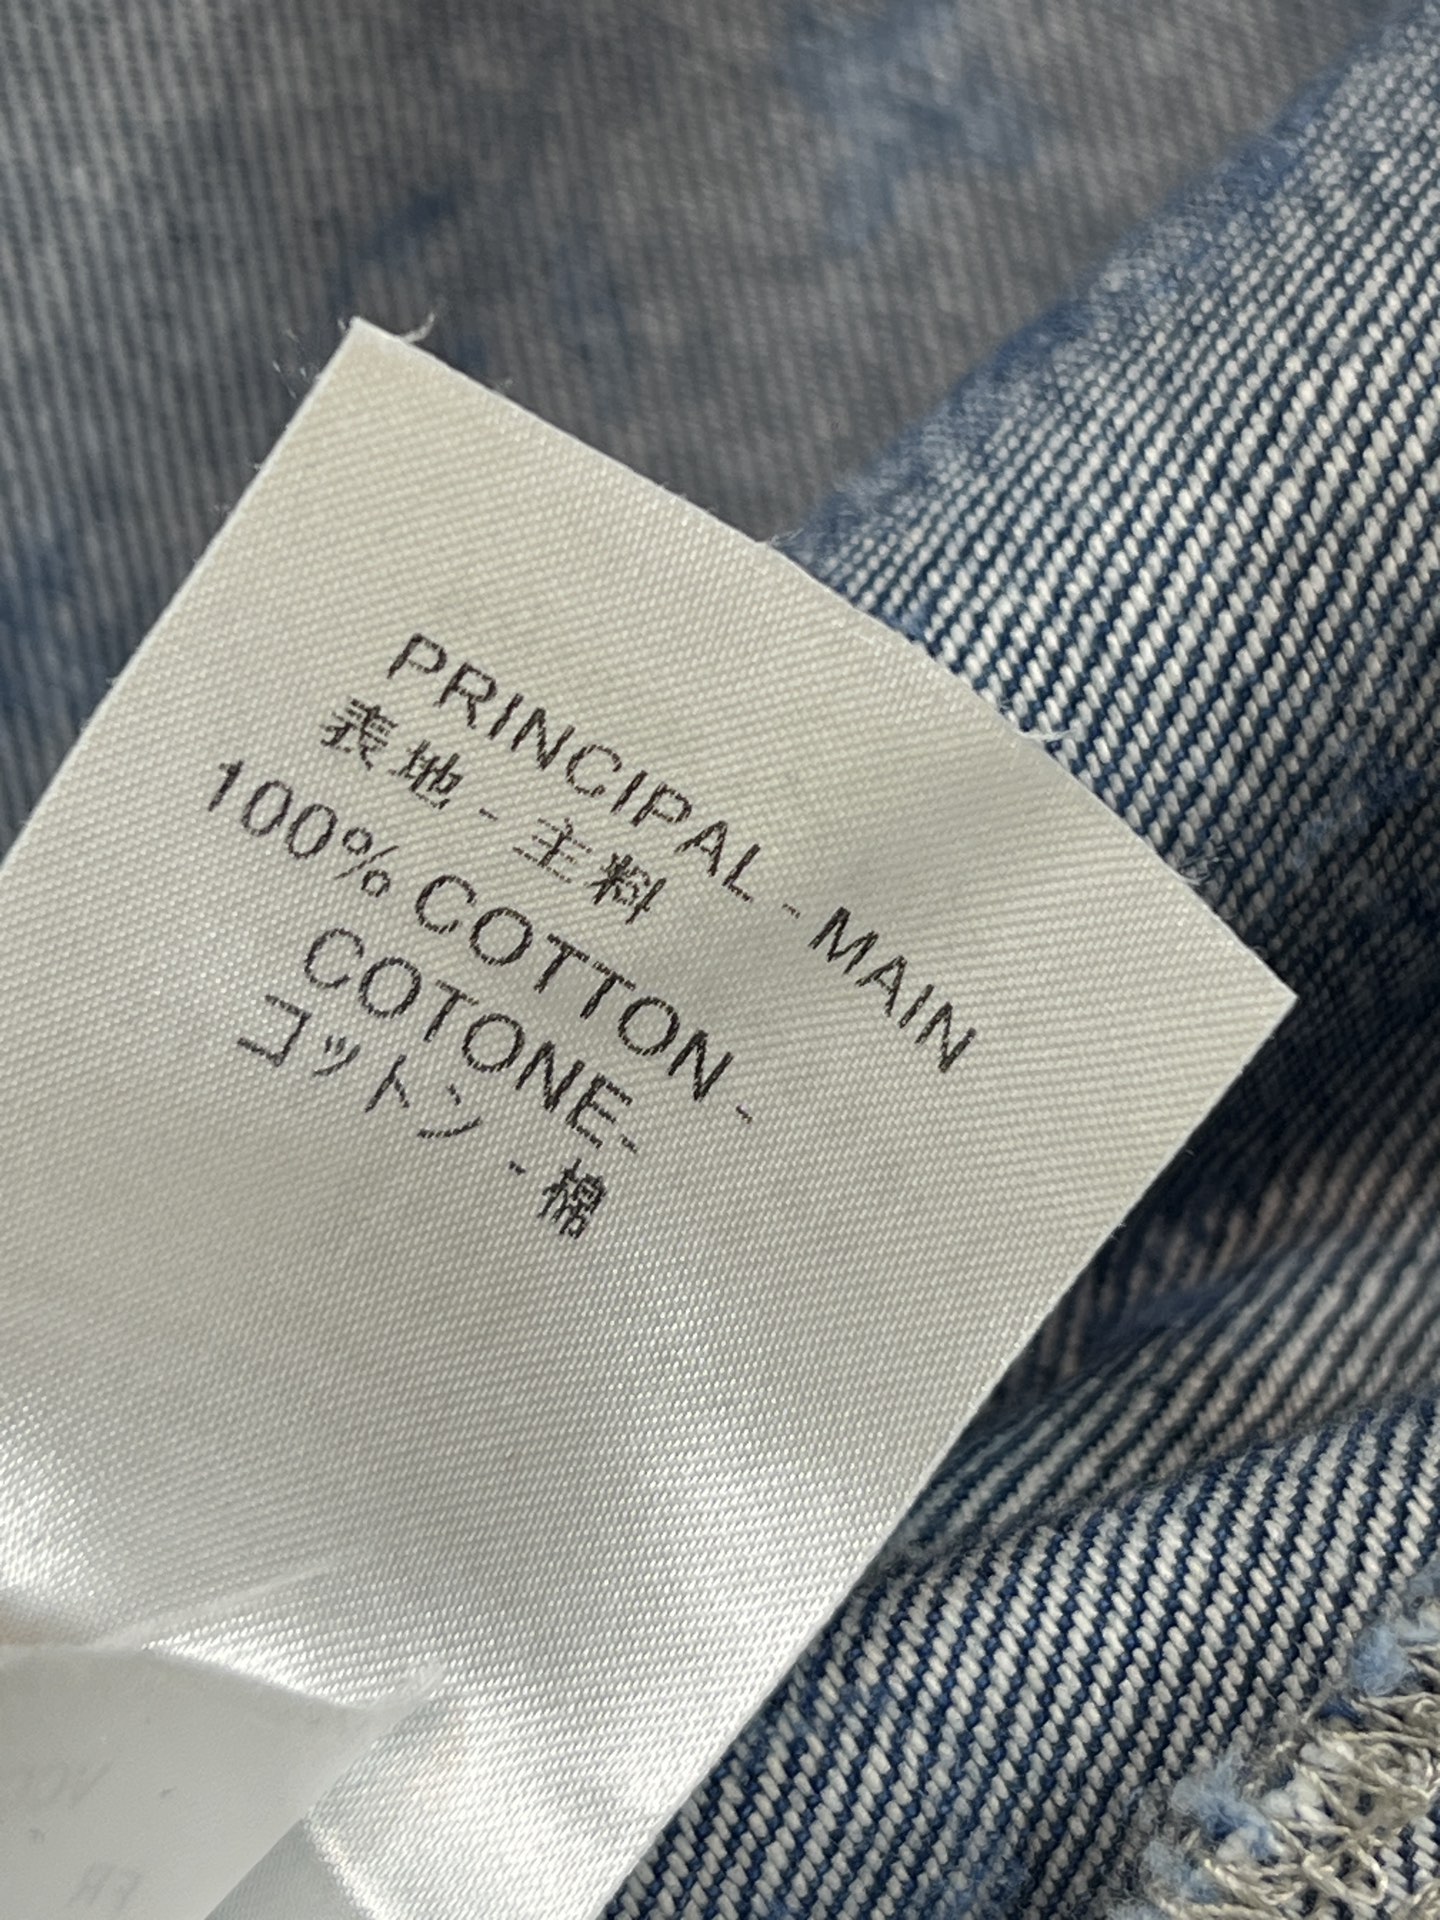 PRINCIPAL - MAIN
表地 - 主料
100% COTTON -
COTONE-
コットン - 棉